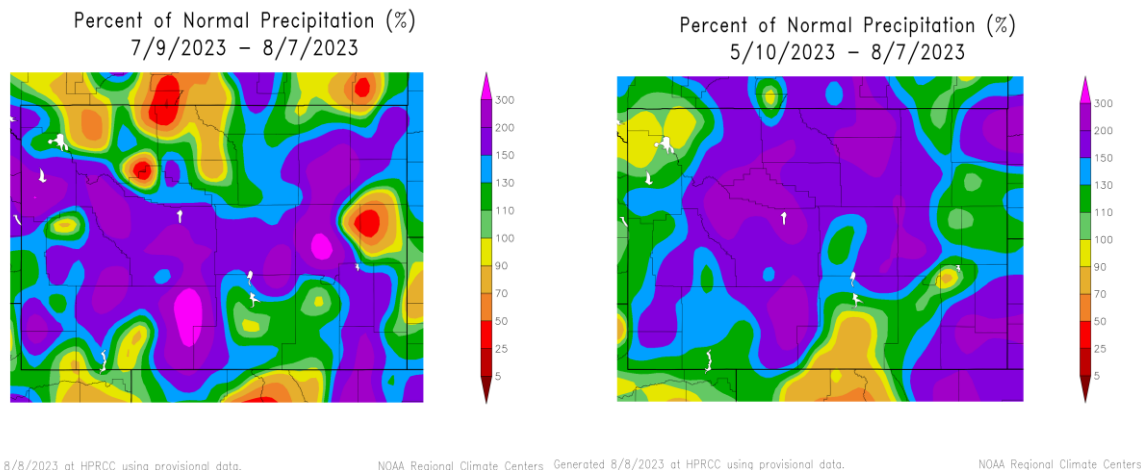 Percent of Normal Precipitation (%)
7/9/2023 – 8/7/2023
300
200
150
130
110
100
90
70
50
25
5
8/8/2023 at HPRCC using provisional data.
NOAA Regional Climate Centers
Percent of Normal Precipitation (%)
5/10/2023 – 8/7/2023
300
200
150
130
110
100
90
70
50
25
5
Generated 8/8/2023 at HPRCC using provisional data.
NOAA Regional Climate Centers